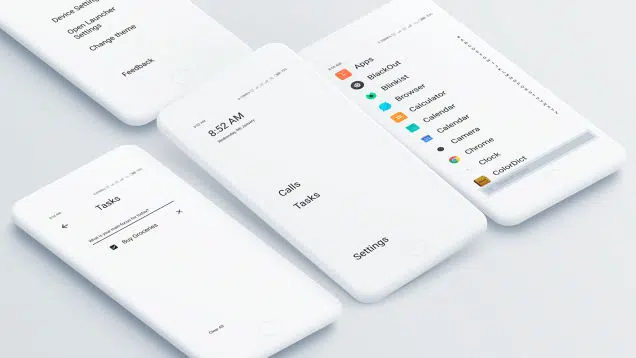 Device Settings
Open Launcher
Settings
Change theme
Feedback
8:52 AM
Wednesday
January
Calls
Tasks
Settings
Apps
BlackOut
Blinkist
Browser
Calculator
Calendar
Calendar
Camera
Chrome
Clock
ColorDict
Tasks
What is your main focus for today?
Buy Groceries
Clear All